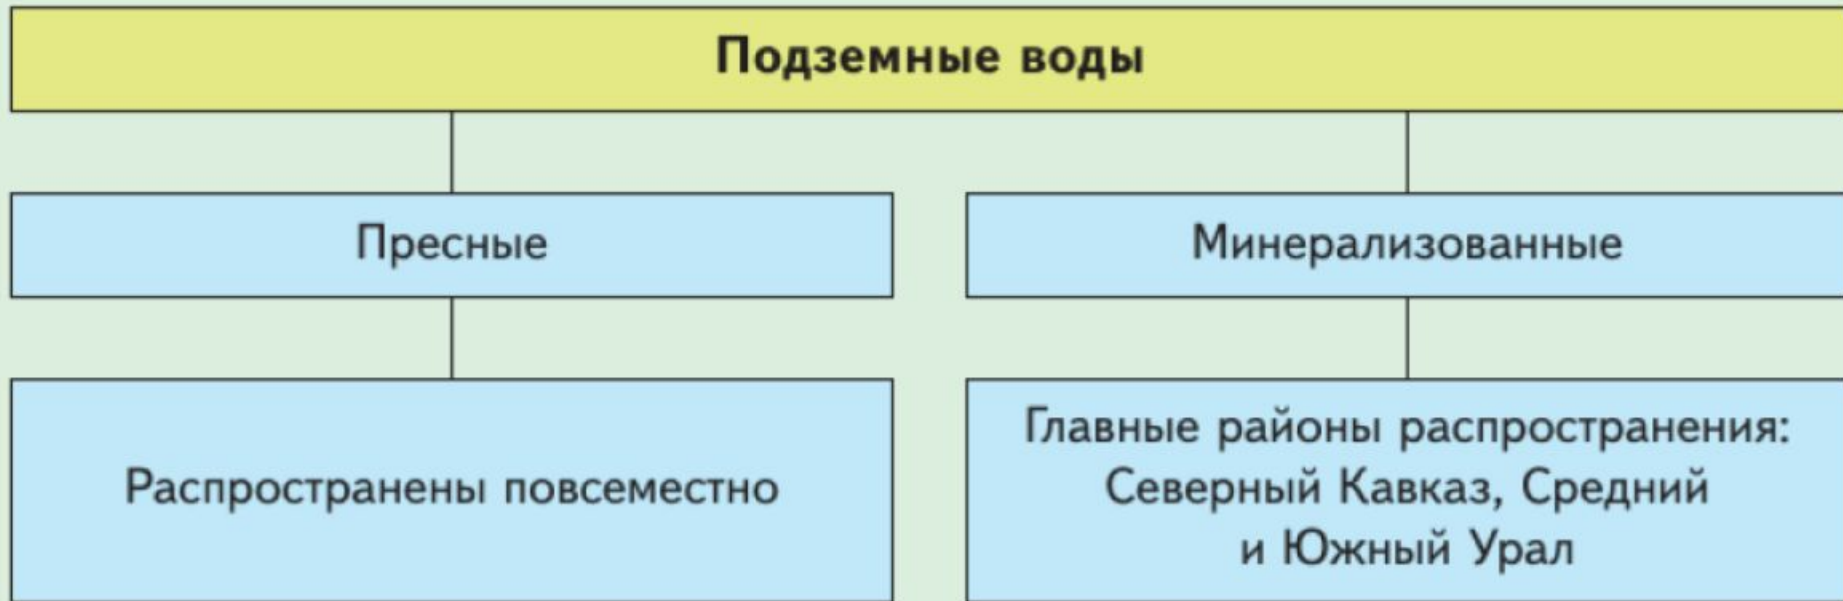 Подземные воды
Пресные
Минерализованные
Распространены повсеместно
Главные районы распространения:
Северный Кавказ, Средний
и Южный Урал